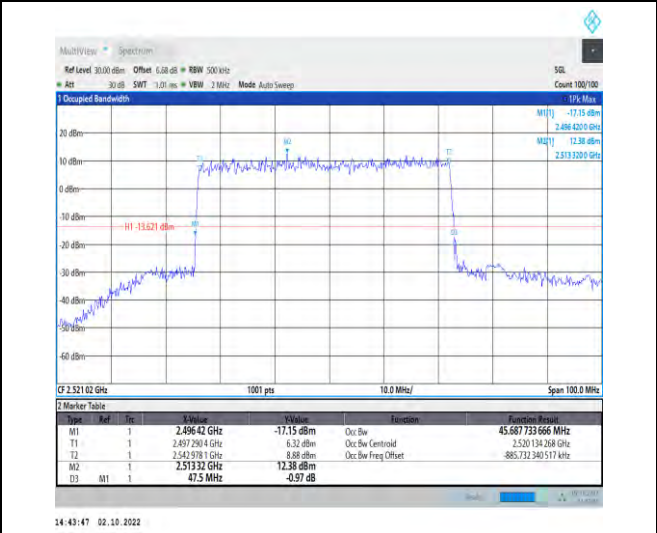 MultiView Spectrum
Ref Level 30.00 dBm Offset 6.68 dB RBW 500 kHz SGL
Att 30 dB SWT 1.01 ms VBW 2 MHz Mode Auto Sweep Count 100/100
1 Occupied Bandwidth 1Pk Max
M1[1] -17.15 dBm
2.496 4200 GHz
M2[1] 12.38 dBm
2.513 3200 GHz
20 dBm
M2
T2
10 dBm
T1
0 dBm
-10 dBm
H1 -13.621 dBm
M1
D3
-20 dBm
-30 dBm
-40 dBm
-50 dBm
-60 dBm
CF 2.521 02 GHz 1001 pts 10.0 MHz/ Span 100.0 MHz
2 Marker Table
Type Ref Trc X-Value Y-Value Function Function Result
M1 1 2.496 42 GHz -17.15 dBm Occ Bw 45.687 733 666 MHz
T1 1 2.497 290 4 GHz 6.32 dBm Occ Bw Centroid 2.520 134 268 GHz
T2 1 2.542 978 1 GHz 8.88 dBm Occ Bw Freq Offset -885.732 340 517 kHz
M2 1 2.513 32 GHz 12.38 dBm
D3 M1 1 47.5 MHz -0.97 dB
14:43:47 02.10.2022